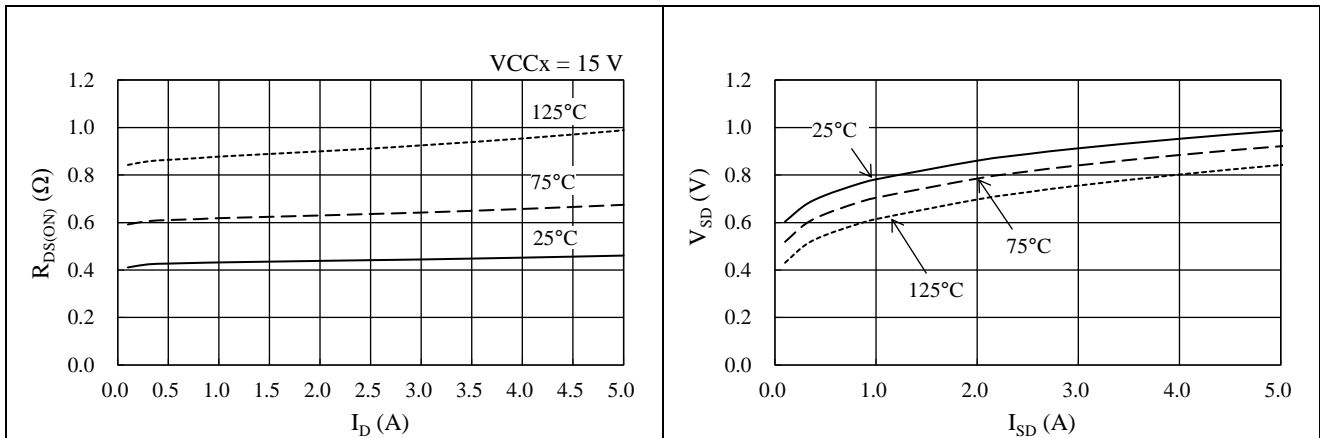 VCCx = 15 V
1.2
1.0
0.8
0.6
0.4
0.2
0.0
R_DS(ON) (Ω)
125°C
75°C
25°C
0.0 0.5 1.0 1.5 2.0 2.5 3.0 3.5 4.0 4.5 5.0
I_D (A)
1.2
1.0
0.8
0.6
0.4
0.2
0.0
V_SD (V)
25°C
75°C
125°C
0.0 1.0 2.0 3.0 4.0 5.0
I_SD (A)